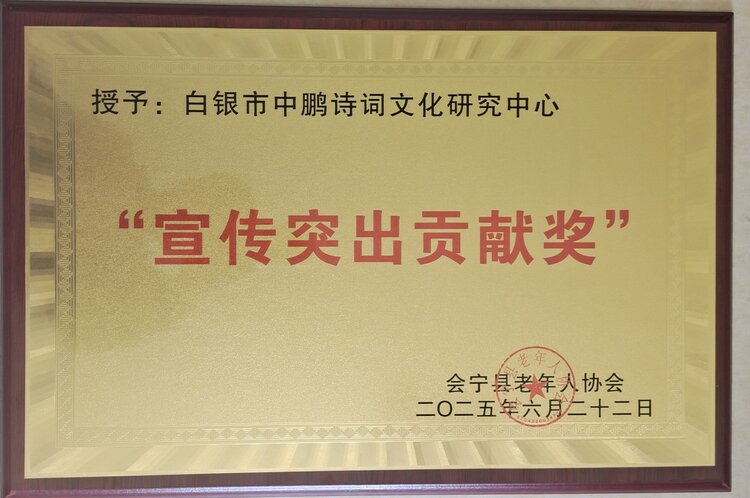 授予：白银市中鹏诗词文化研究中心
“宣传突出贡献奖”
会宁县老年人协会
二〇二五年六月二十二日